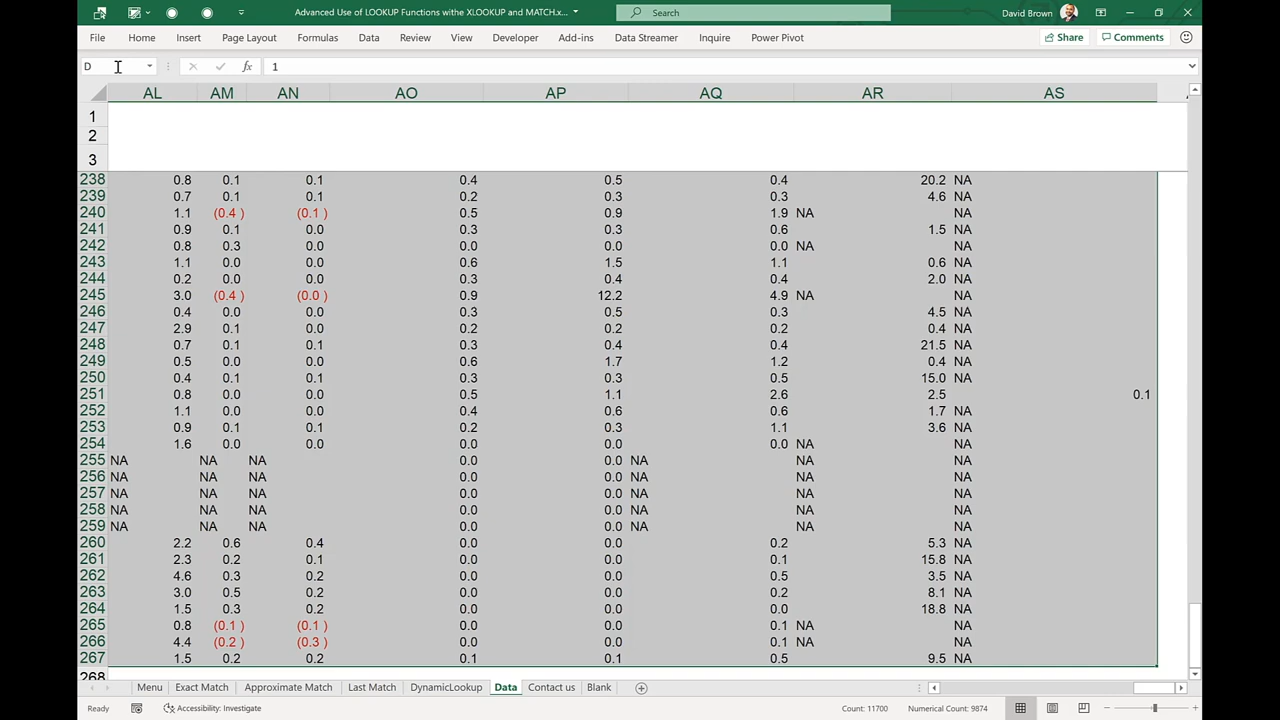 Advanced Use of LOOKUP Functions withe XLOOKUP and MATCH.x...
Search
David Brown
File Home Insert Page Layout Formulas Data Review View Developer Add-ins Data Streamer Inquire Power Pivot Share Comments
D fx 1
AL AM AN AO AP AQ AR AS
1
2
3
238 0.8 0.1 0.1 0.4 0.5 0.4 20.2 NA
239 0.7 0.1 0.1 0.2 0.3 0.3 4.6 NA
240 1.1 (0.4 ) (0.1 ) 0.5 0.9 1.9 NA NA
241 0.9 0.1 0.0 0.3 0.3 0.6 1.5 NA
242 0.8 0.3 0.0 0.0 0.0 0.0 NA NA
243 1.1 0.0 0.0 0.6 1.5 1.1 0.6 NA
244 0.2 0.0 0.0 0.3 0.4 0.4 2.0 NA
245 3.0 (0.4 ) (0.0 ) 0.9 12.2 4.9 NA NA
246 0.4 0.0 0.0 0.3 0.5 0.3 4.5 NA
247 2.9 0.1 0.0 0.2 0.2 0.2 0.4 NA
248 0.7 0.1 0.1 0.3 0.4 0.4 21.5 NA
249 0.5 0.0 0.0 0.6 1.7 1.2 0.4 NA
250 0.4 0.1 0.1 0.3 0.3 0.5 15.0 NA
251 0.8 0.0 0.0 0.5 1.1 2.6 2.5 0.1
252 1.1 0.0 0.0 0.4 0.6 0.6 1.7 NA
253 0.9 0.1 0.1 0.2 0.3 1.1 3.6 NA
254 1.6 0.0 0.0 0.0 0.0 0.0 NA NA
255 NA NA NA 0.0 0.0 NA NA NA
256 NA NA NA 0.0 0.0 NA NA NA
257 NA NA NA 0.0 0.0 NA NA NA
258 NA NA NA 0.0 0.0 NA NA NA
259 NA NA NA 0.0 0.0 NA NA NA
260 2.2 0.6 0.4 0.0 0.0 0.2 5.3 NA
261 2.3 0.2 0.1 0.0 0.0 0.1 15.8 NA
262 4.6 0.3 0.2 0.0 0.0 0.5 3.5 NA
263 3.0 0.5 0.2 0.0 0.0 0.2 8.1 NA
264 1.5 0.3 0.2 0.0 0.0 0.0 18.8 NA
265 0.8 (0.1 ) (0.1 ) 0.0 0.0 0.1 NA NA
266 4.4 (0.2 ) (0.3 ) 0.0 0.0 0.1 NA NA
267 1.5 0.2 0.2 0.1 0.1 0.5 9.5 NA
268
Menu Exact Match Approximate Match Last Match DynamicLookup Data Contact us Blank
Ready Accessibility: Investigate Count: 11700 Numerical Count: 9874